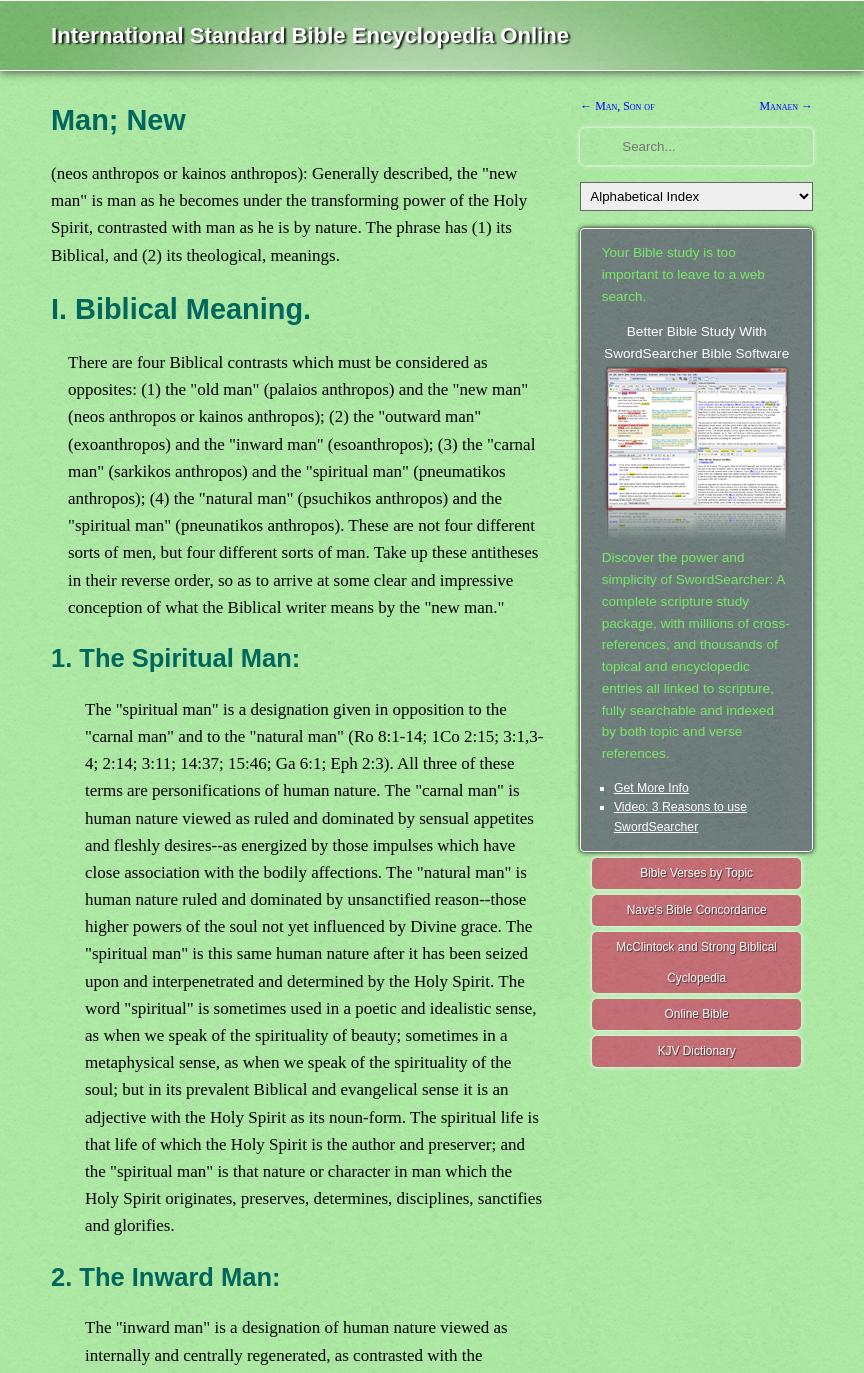 International Standard Bible Encyclopedia Online
Man; New
(neos anthropos or kainos anthropos): Generally described, the "new
man" is man as he becomes under the transforming power of the Holy
Spirit, contrasted with man as he is by nature. The phrase has (1) its
Biblical, and (2) its theological, meanings.
I. Biblical Meaning.
There are four Biblical contrasts which must be considered as
opposites: (1) the "old man" (palaios anthropos) and the "new man"
(neos anthropos or kainos anthropos); (2) the "outward man"
(exoanthropos) and the "inward man" (esoanthropos); (3) the "carnal
man" (sarkikos anthropos) and the "spiritual man" (pneumatikos
anthropos); (4) the "natural man" (psuchikos anthropos) and the
"spiritual man" (pneunatikos anthropos). These are not four different
sorts of men, but four different sorts of man. Take up these antitheses
in their reverse order, so as to arrive at some clear and impressive
conception of what the Biblical writer means by the "new man."
1. The Spiritual Man:
The "spiritual man" is a designation given in opposition to the
"carnal man" and to the "natural man" (Ro 8:1-14; 1Co 2:15; 3:1,3-
4; 2:14; 3:11; 14:37; 15:46; Ga 6:1; Eph 2:3). All three of these
terms are personifications of human nature. The "carnal man" is
human nature viewed as ruled and dominated by sensual appetites
and fleshly desires--as energized by those impulses which have
close association with the bodily affections. The "natural man" is
human nature ruled and dominated by unsanctified reason--those
higher powers of the soul not yet influenced by Divine grace. The
"spiritual man" is this same human nature after it has been seized
upon and interpenetrated and determined by the Holy Spirit. The
word "spiritual" is sometimes used in a poetic and idealistic sense,
as when we speak of the spirituality of beauty; sometimes in a
metaphysical sense, as when we speak of the spirituality of the
soul; but in its prevalent Biblical and evangelical sense it is an
adjective with the Holy Spirit as its noun-form. The spiritual life is
that life of which the Holy Spirit is the author and preserver; and
the "spiritual man" is that nature or character in man which the
Holy Spirit originates, preserves, determines, disciplines, sanctifies
and glorifies.
2. The Inward Man:
The "inward man" is a designation of human nature viewed as
internally and centrally regenerated, as contrasted with the
← Man, Son of
Manaen →
Search...
Alphabetical Index
Your Bible study is too
important to leave to a web
search.
Better Bible Study With
SwordSearcher Bible Software
Discover the power and
simplicity of SwordSearcher: A
complete scripture study
package, with millions of cross-
references, and thousands of
topical and encyclopedic
entries all linked to scripture,
fully searchable and indexed
by both topic and verse
references.
Get More Info
Video: 3 Reasons to use
SwordSearcher
Bible Verses by Topic
Nave's Bible Concordance
McClintock and Strong Biblical
Cyclopedia
Online Bible
KJV Dictionary